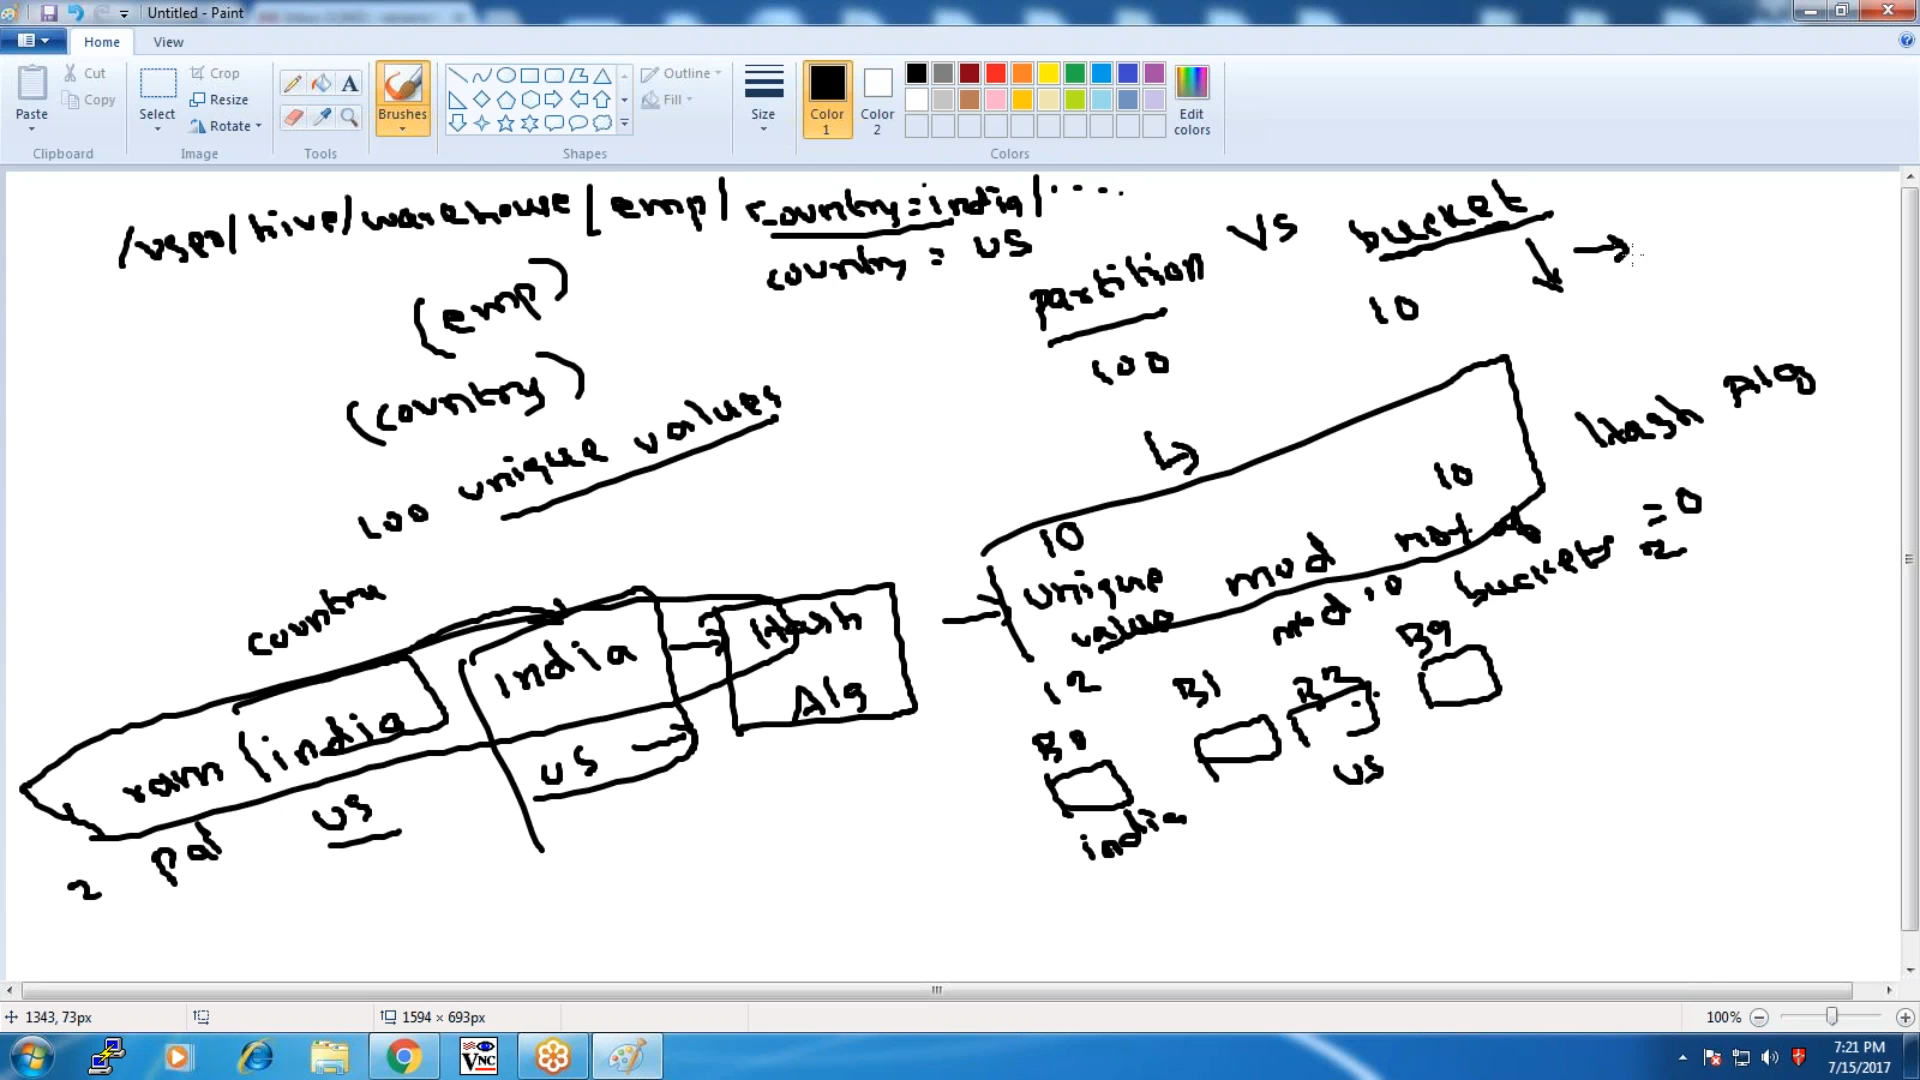 Untitled - Paint
Home View
Paste Cut Copy
Clipboard
Select Crop Resize Rotate
Image
Tools
Brushes
Outline Fill
Shapes
Size
Color 1
Color 2
Edit colors
Colors
/user/hive/warehouse/emp/country=india/....
country = us
partition vs bucket
100
10
(emp)
(country)
100 unique values
Hash Alg
10
10
unique value mod
buckets
= 0
= 2
mod 10
country
ram india
india
us
Hash Alg
pal us
2
12
B0
B1
B2
B9
india
us
1343, 73px
1594 × 693px
100%
VNC
7:21 PM
7/15/2017